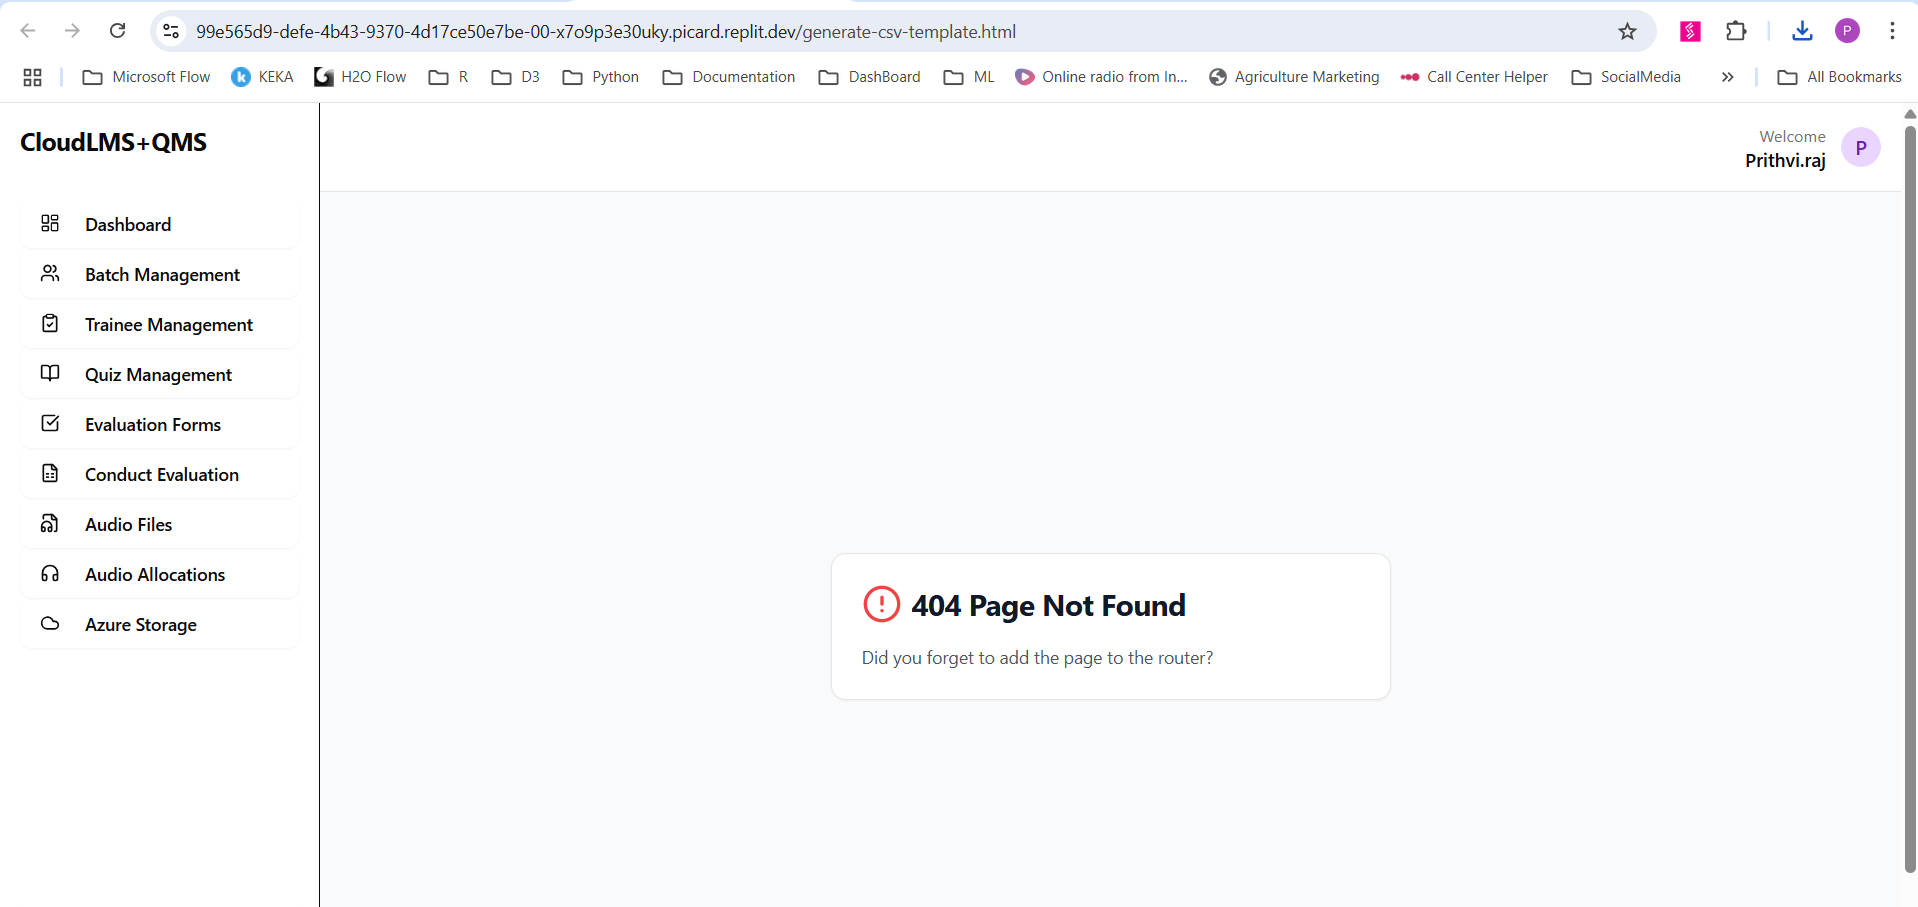 99e565d9-defe-4b43-9370-4d17ce50e7be-00-x7o9p3e30uky.picard.replit.dev/generate-csv-template.html
P
Microsoft Flow
KEKA
H2O Flow
R
D3
Python
Documentation
DashBoard
ML
Online radio from In...
Agriculture Marketing
Call Center Helper
SocialMedia
All Bookmarks
CloudLMS+QMS
Welcome
Prithvi.raj
P
Dashboard
Batch Management
Trainee Management
Quiz Management
Evaluation Forms
Conduct Evaluation
Audio Files
Audio Allocations
Azure Storage
404 Page Not Found
Did you forget to add the page to the router?